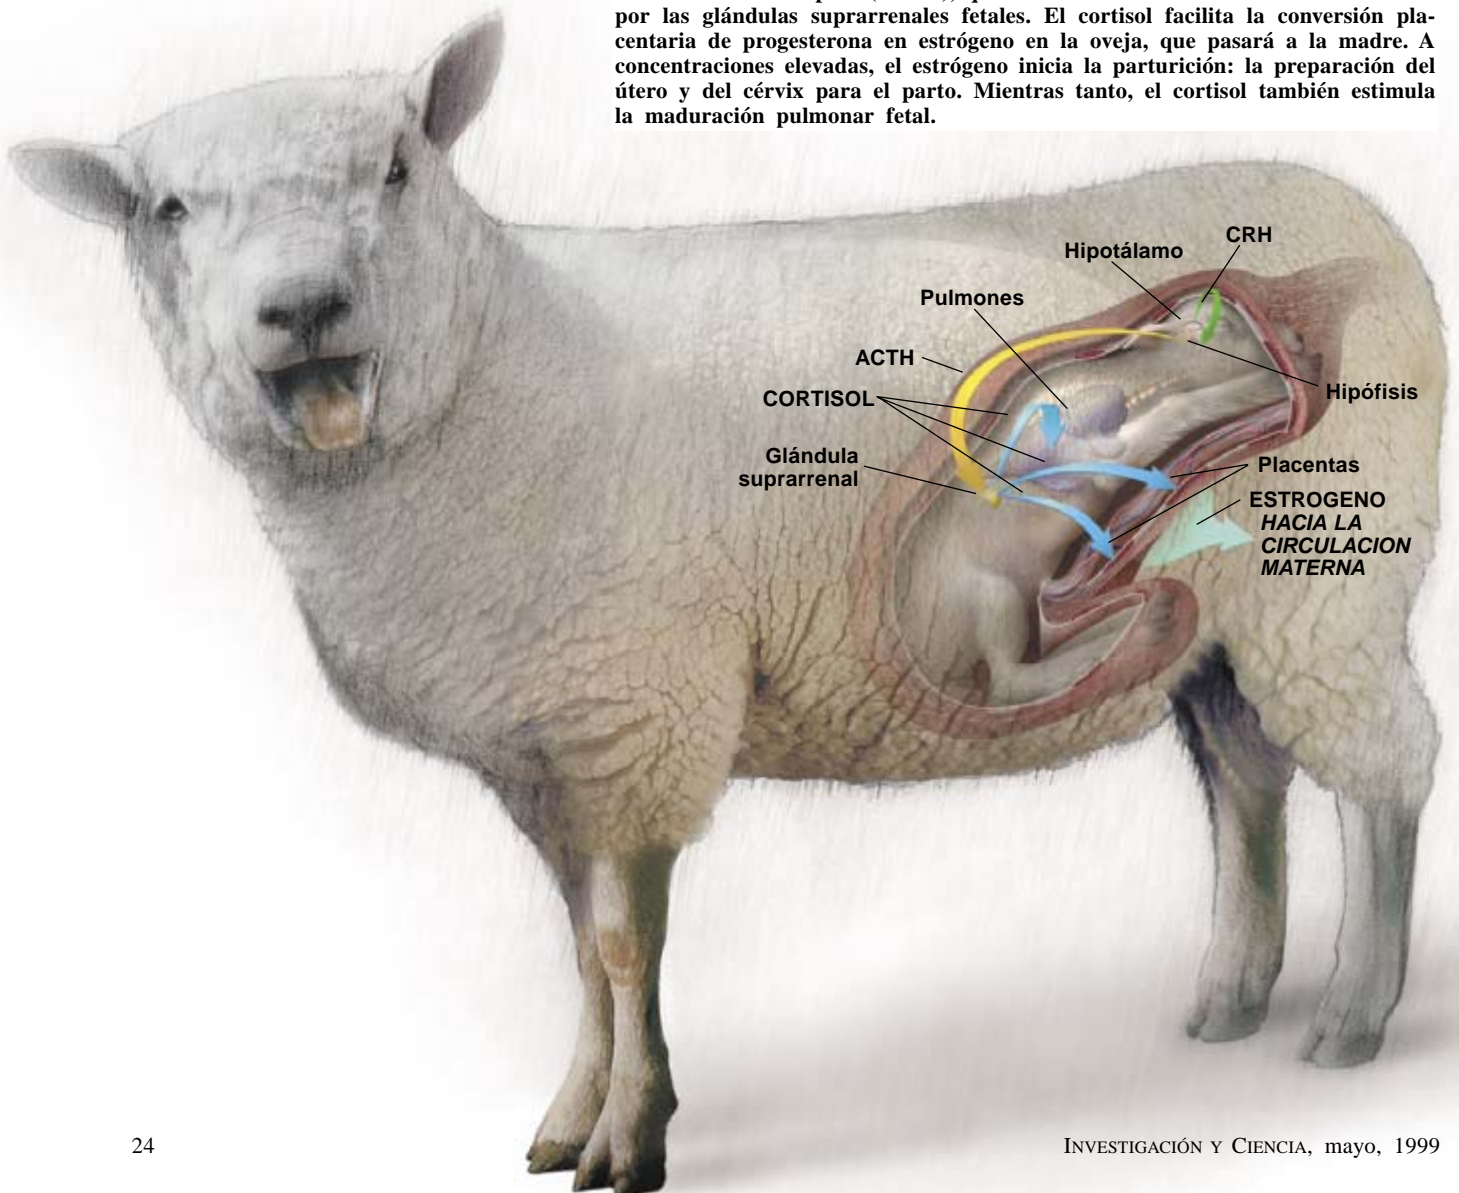 por las glándulas suprarrenales fetales. El cortisol facilita la conversión pla-
centaria de progesterona en estrógeno en la oveja, que pasará a la madre. A
concentraciones elevadas, el estrógeno inicia la parturición: la preparación del
útero y del cérvix para el parto. Mientras tanto, el cortisol también estimula
la maduración pulmonar fetal.
CRH
Hipotálamo
Pulmones
ACTH
CORTISOL
Hipófisis
Glándula
suprarrenal
Placentas
ESTROGENO
HACIA LA
CIRCULACION
MATERNA
24
INVESTIGACIÓN Y CIENCIA, mayo, 1999